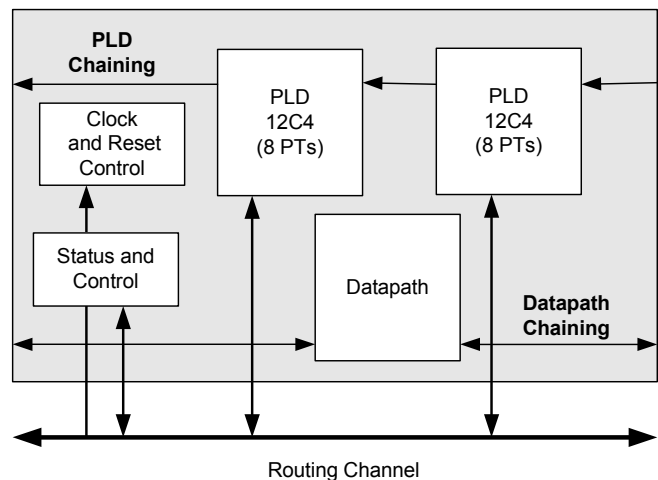 PLD
Chaining
PLD
12C4
(8 PTs)
PLD
12C4
(8 PTs)
Clock
and Reset
Control
Status and
Control
Datapath
Datapath
Chaining
Routing Channel